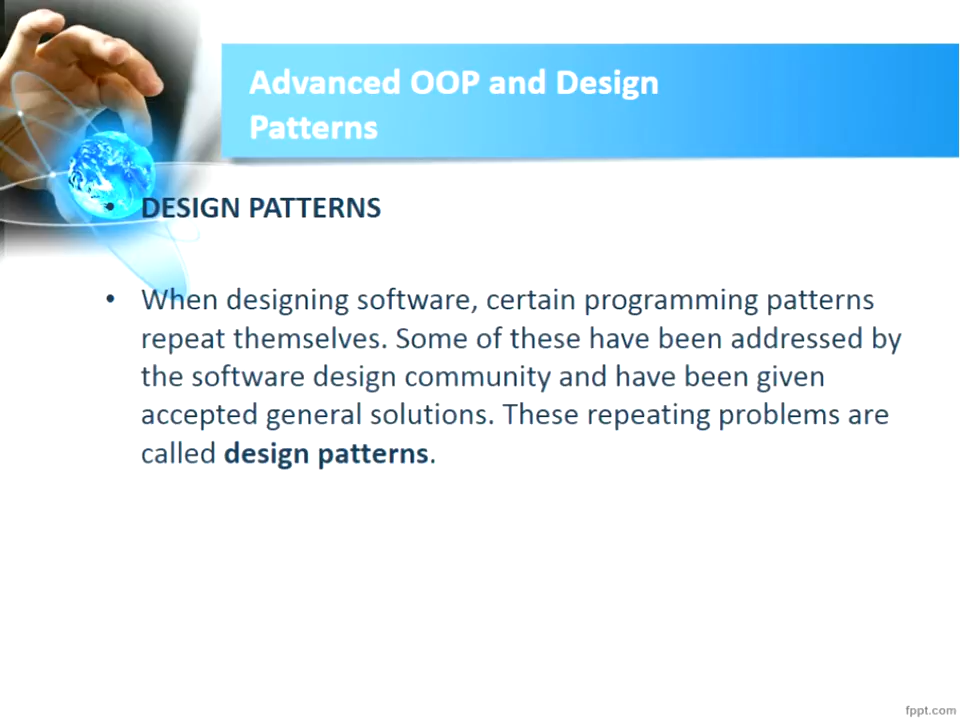 Advanced OOP and Design
Patterns
• DESIGN PATTERNS
• When designing software, certain programming patterns
repeat themselves. Some of these have been addressed by
the software design community and have been given
accepted general solutions. These repeating problems are
called design patterns.
fppt.com